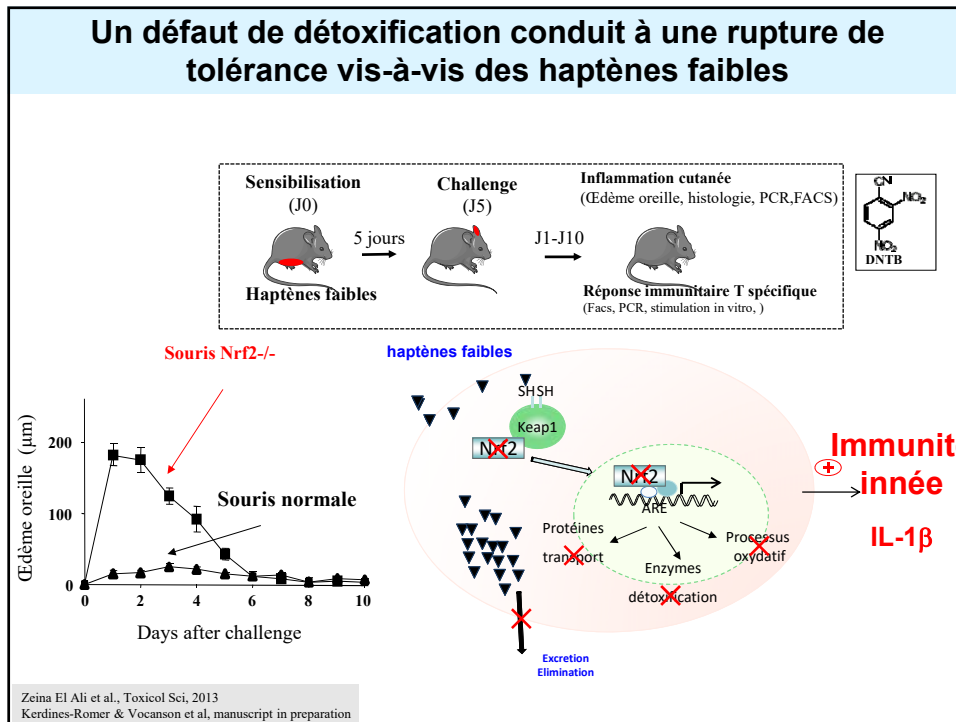 Un défaut de détoxification conduit à une rupture de
tolérance vis-à-vis des haptènes faibles
Sensibilisation
(J0)
5 jours
Haptènes faibles
Challenge
(J5)
J1-J10
Inflammation cutanée
(Œdème oreille, histologie, PCR,FACS)
Réponse immunitaire T spécifique
(Facs, PCR, stimulation in vitro, )
CN
NO2
NO2
DNTB
Souris Nrf2-/-
Souris normale
Œdème oreille (µm)
200
100
0
0 2 4 6 8 10
Days after challenge
haptènes faibles
SH SH
Keap1
Nrf2
Nrf2
ARE
Protéines
transport
Enzymes
détoxification
Processus
oxydatif
Excretion
Elimination
+
Immunit
innée
IL-1β
Zeina El Ali et al., Toxicol Sci, 2013
Kerdines-Romer & Vocanson et al, manuscript in preparation